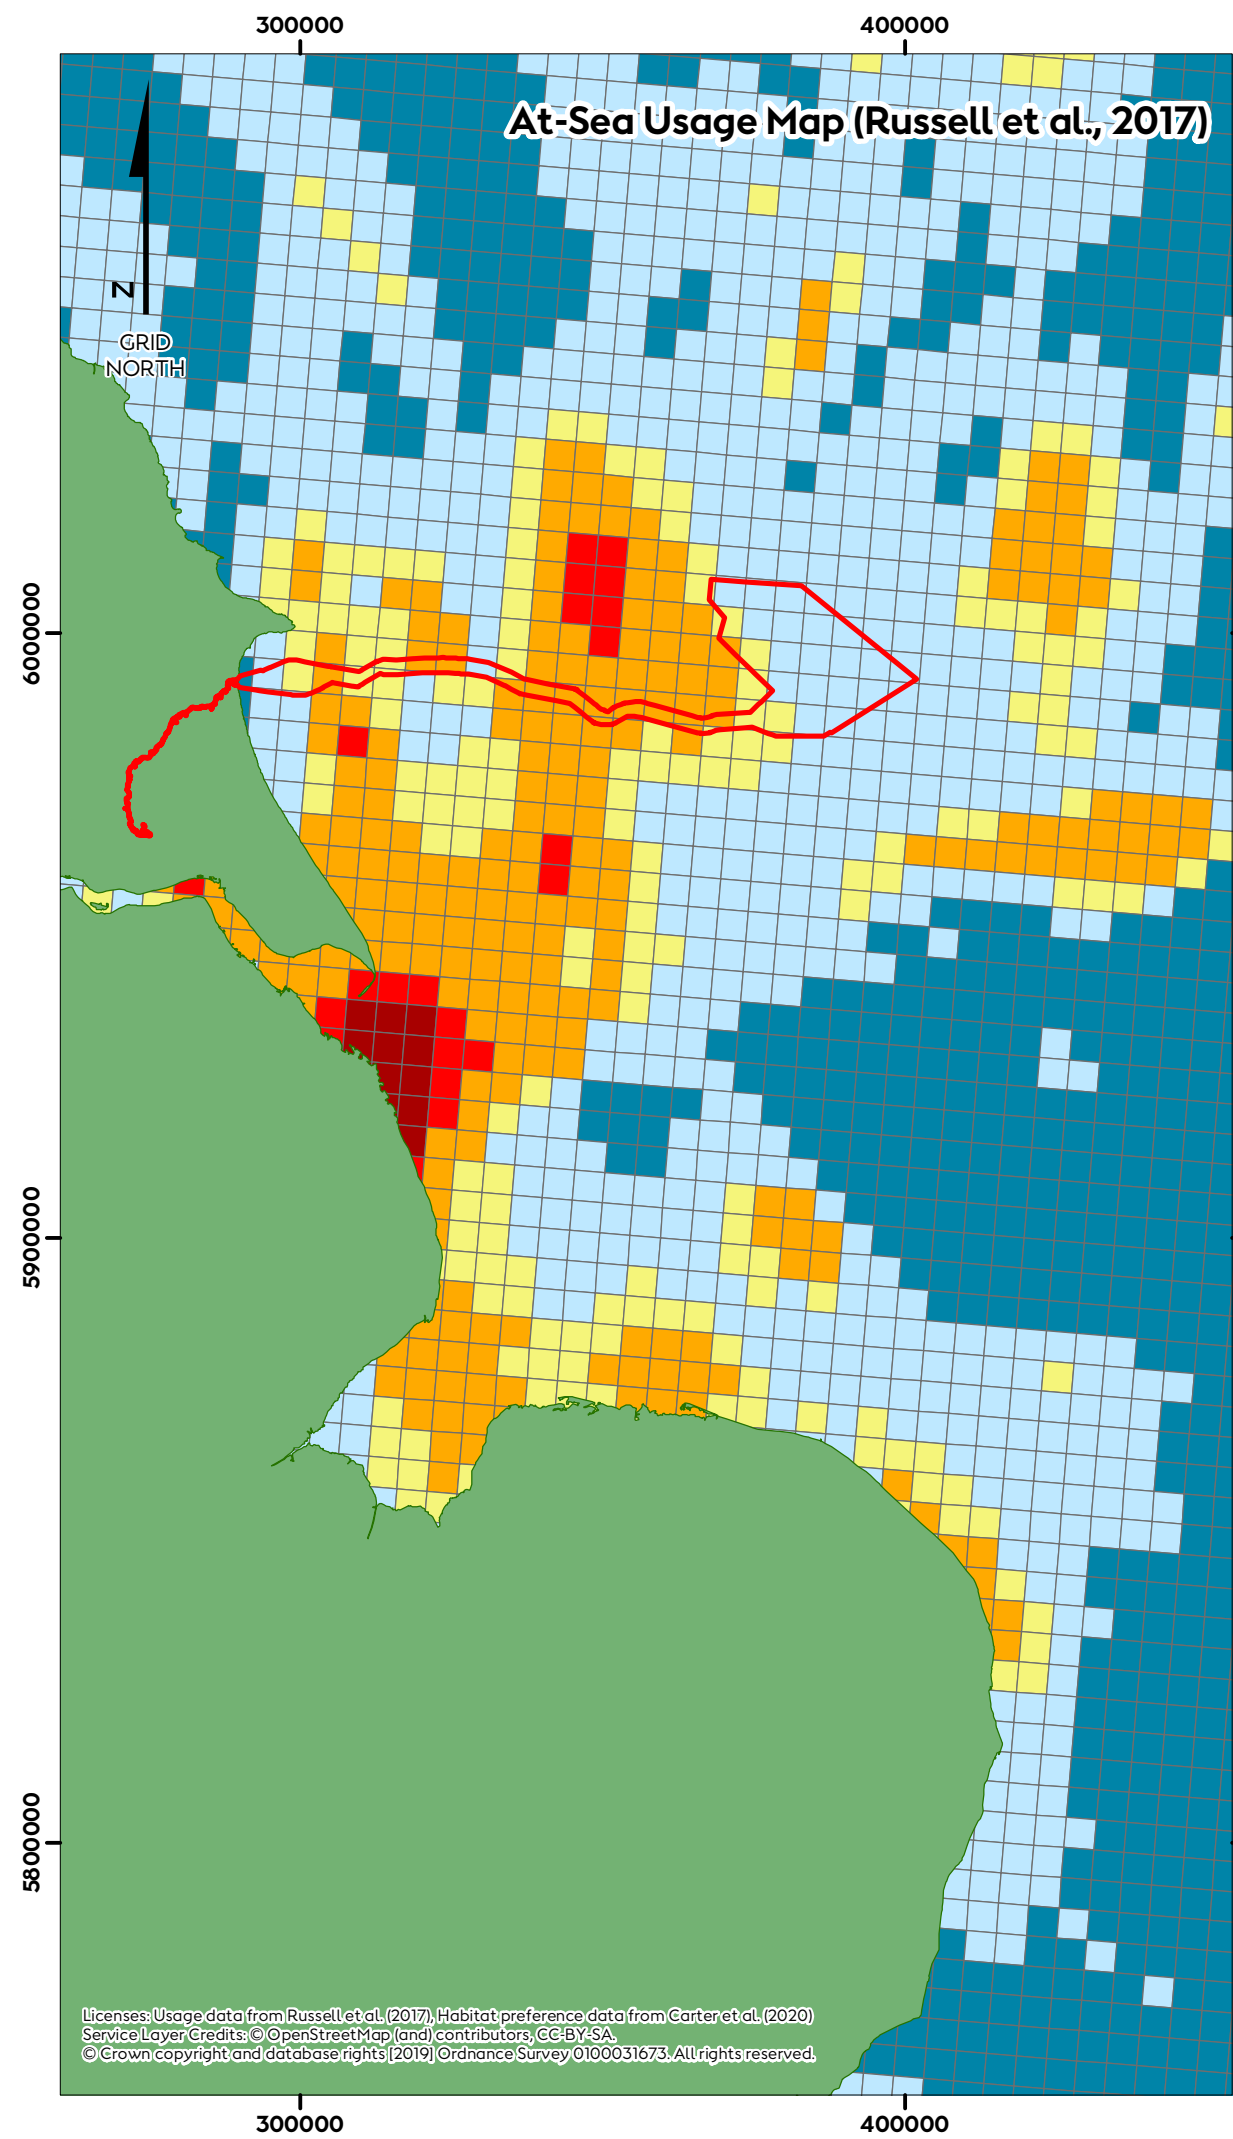 300000 400000
At-Sea Usage Map (Russell et al., 2017)
N
GRID
NORTH
6000000
5900000
5800000
Licenses: Usage data from Russell et al. (2017), Habitat preference data from Carter et al. (2020)
Service Layer Credits: © OpenStreetMap (and) contributors, CC-BY-SA.
© Crown copyright and database rights [2019] Ordnance Survey 0100031673. All rights reserved.
300000 400000